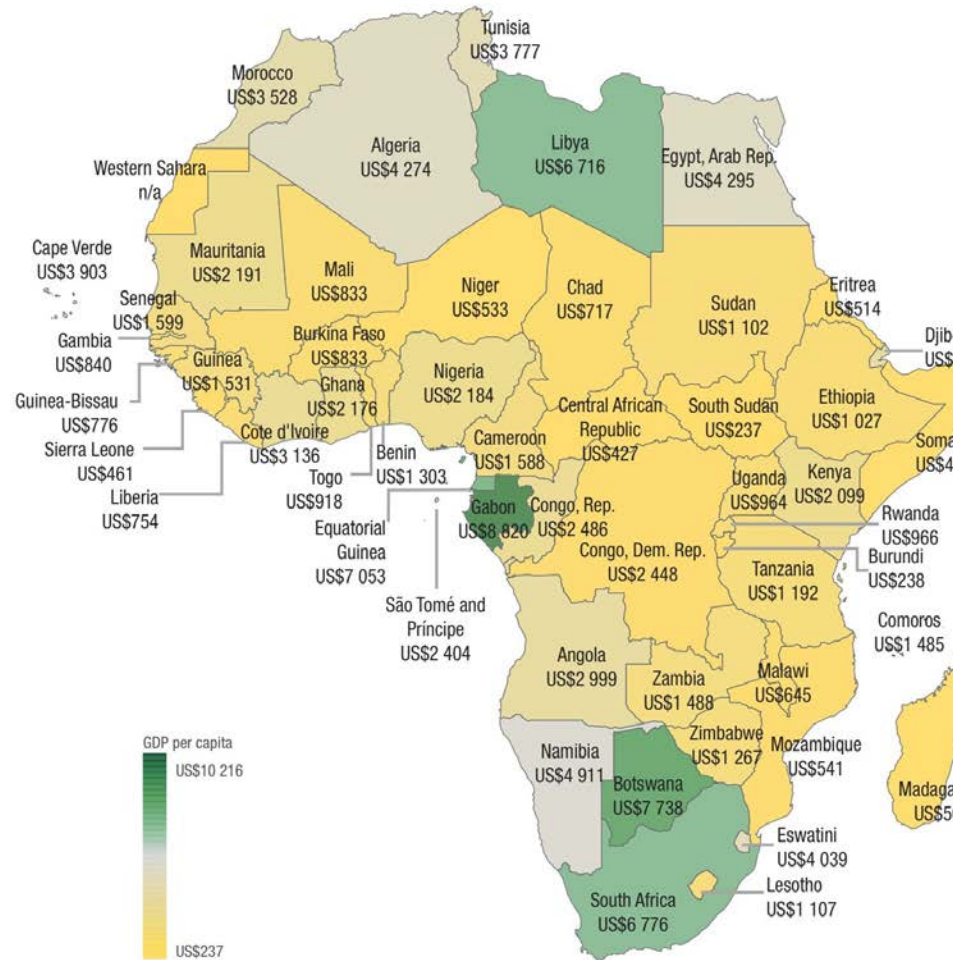 Tunisia
US$3 777
Morocco
US$3 528
Algeria
US$4 274
Libya
US$6 716
Egypt, Arab Rep.
US$4 295
Western Sahara
n/a
Cape Verde
US$3 903
Mauritania
US$2 191
Mali
US$833
Niger
US$533
Chad
US$717
Sudan
US$1 102
Eritrea
US$514
Senegal
US$1 599
Gambia
US$840
Burkina Faso
US$833
Djib
US$
Guinea
US$1 531
Ghana
US$2 176
Nigeria
US$2 184
Ethiopia
US$1 027
Guinea-Bissau
US$776
Central African
Republic
US$427
South Sudan
US$237
Sierra Leone
US$461
Cote d'Ivoire
US$3 136
Benin
US$1 303
Cameroon
US$1 588
Soma
US$4
Liberia
US$754
Togo
US$918
Uganda
US$964
Kenya
US$2 099
Equatorial
Guinea
US$7 053
Gabon
US$8 820
Congo, Rep.
US$2 486
Rwanda
US$966
Congo, Dem. Rep.
US$2 448
Burundi
US$238
Tanzania
US$1 192
São Tomé and
Príncipe
US$2 404
Comoros
US$1 485
Angola
US$2 999
Zambia
US$1 488
Malawi
US$645
Namibia
US$4 911
Zimbabwe
US$1 267
Mozambique
US$541
Botswana
US$7 738
Madaga
US$5
Eswatini
US$4 039
Lesotho
US$1 107
South Africa
US$6 776
GDP per capita
US$10 216
US$237